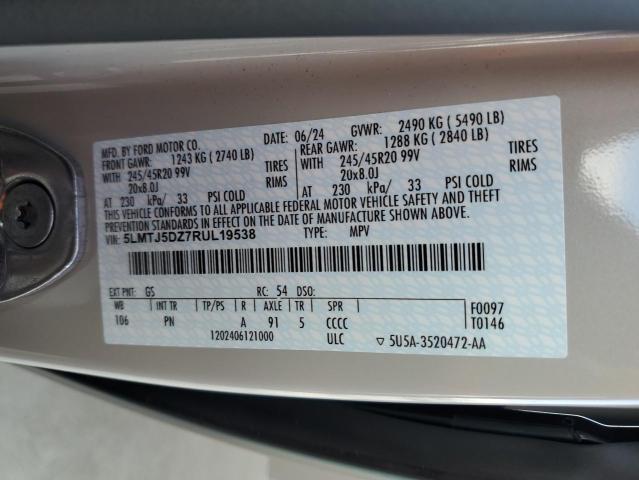 MFD. BY FORD MOTOR CO.
06/24 GVWR: 2490 KG ( 5490 LB)
FRONT GAWR: 1243 KG ( 2740 LB) REAR GAWR: 1288 KG ( 2840 LB)
WITH 245/45R20 99V TIRES WITH 245/45R20 99V TIRES
20x8.0J RIMS 20x8.0J RIMS
AT 230 kPa/ 33 PSI COLD AT 230 kPa/ 33 PSI COLD
THIS VEHICLE CONFORMS TO ALL APPLICABLE FEDERAL MOTOR VEHICLE SAFETY AND THEFT
PREVENTION STANDARDS IN EFFECT ON THE DATE OF MANUFACTURE SHOWN ABOVE.
VIN: 5LMTJ5DZ7RUL19538 TYPE: MPV
EXT PNT: GS RC: 54 DSO:
WB INT TR TP/PS R AXLE TR SPR F0097
106 PN A 91 5 CCCC T0146
1202406121000 ULC ▽ 5U5A-3520472-AA